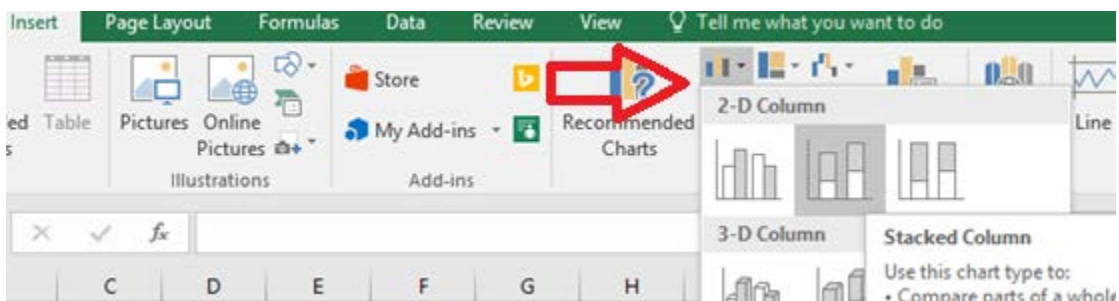 Insert Page Layout Formulas Data Review View Tell me what you want to do
Table
Pictures
Online
Pictures
Store
My Add-ins
Recommended
Charts
Line
Illustrations
Add-ins
2-D Column
3-D Column
Stacked Column
Use this chart type to:
• Compare parts of a whole
fx
C D E F G H